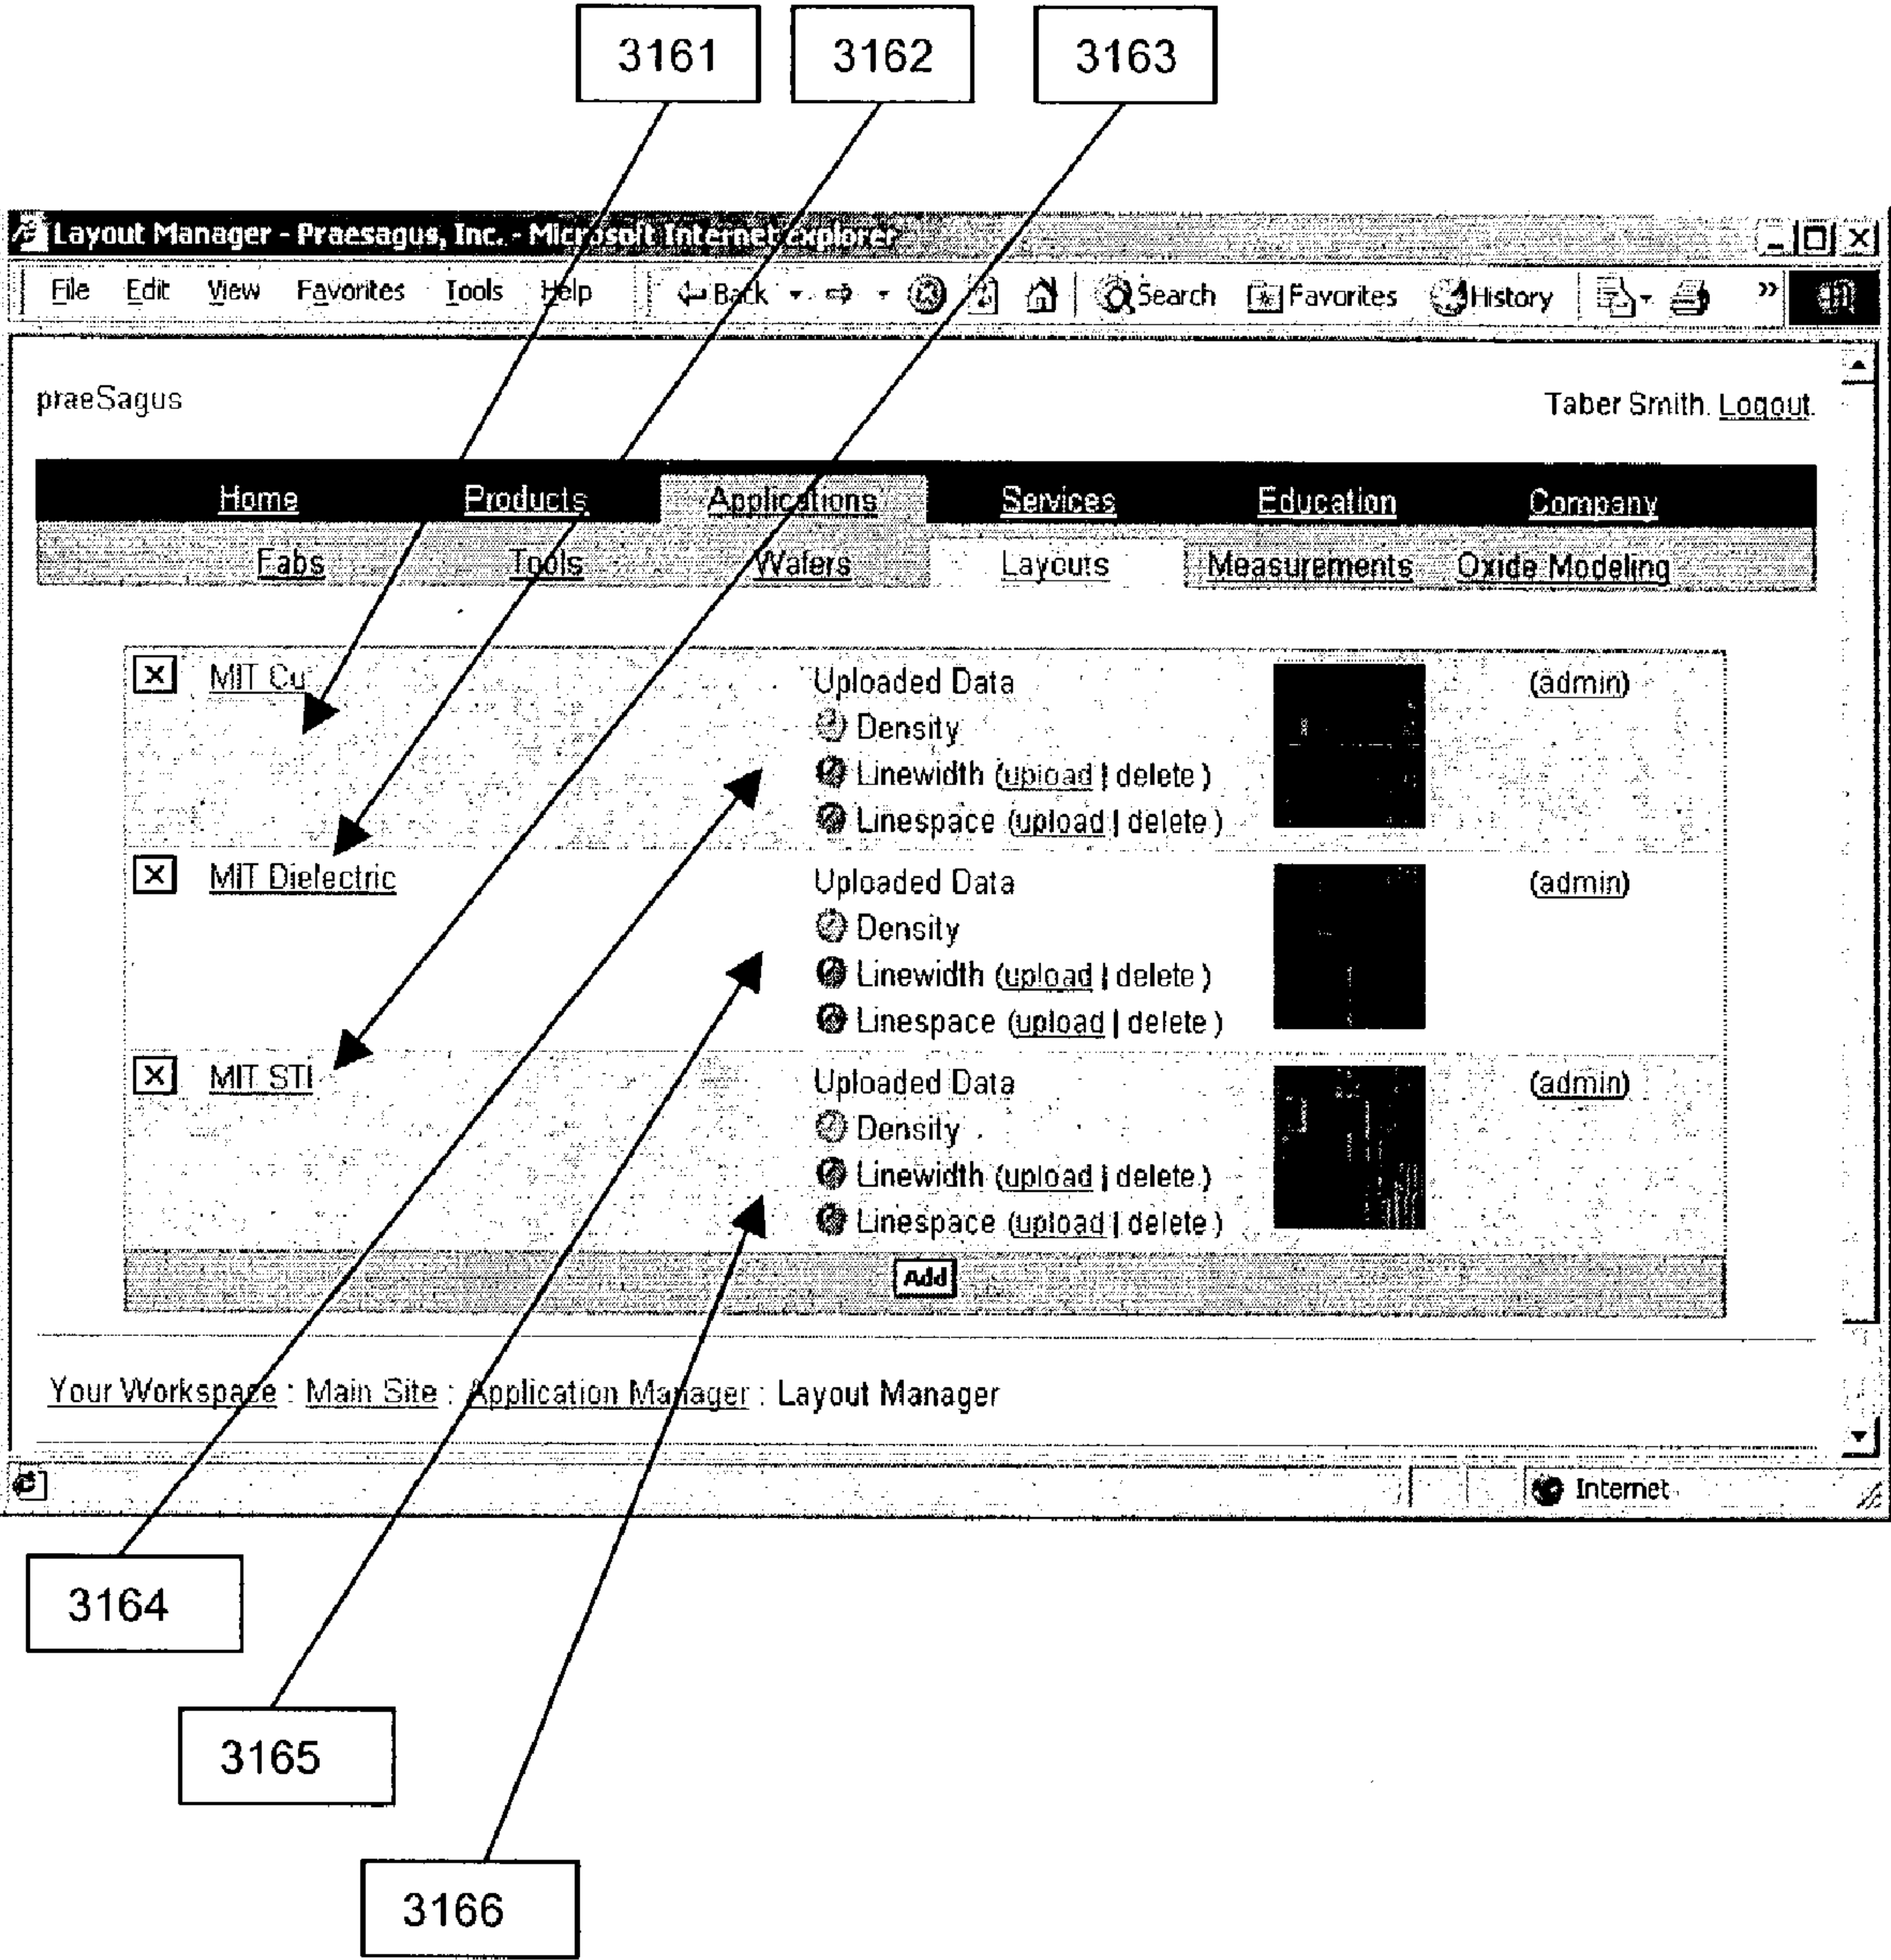 3161 3162 3163
Layout Manager - Praesagus, Inc. - Microsoft Internet Explorer
File Edit View Favorites Tools Help Back Search Favorites History »
praeSagus Taber Smith. Logout.
Home Products Applications Services Education Company
Fabs Tools Wafers Layouts Measurements Oxide Modeling
MIT Cu Uploaded Data (admin)
Density
Linewidth (upload | delete )
Linespace (upload | delete )
MIT Dielectric Uploaded Data (admin)
Density
Linewidth (upload | delete )
Linespace (upload | delete )
MIT STI Uploaded Data (admin)
Density
Linewidth (upload | delete )
Linespace (upload | delete )
Add
Your Workspace : Main Site : Application Manager : Layout Manager
Internet
3164
3165
3166